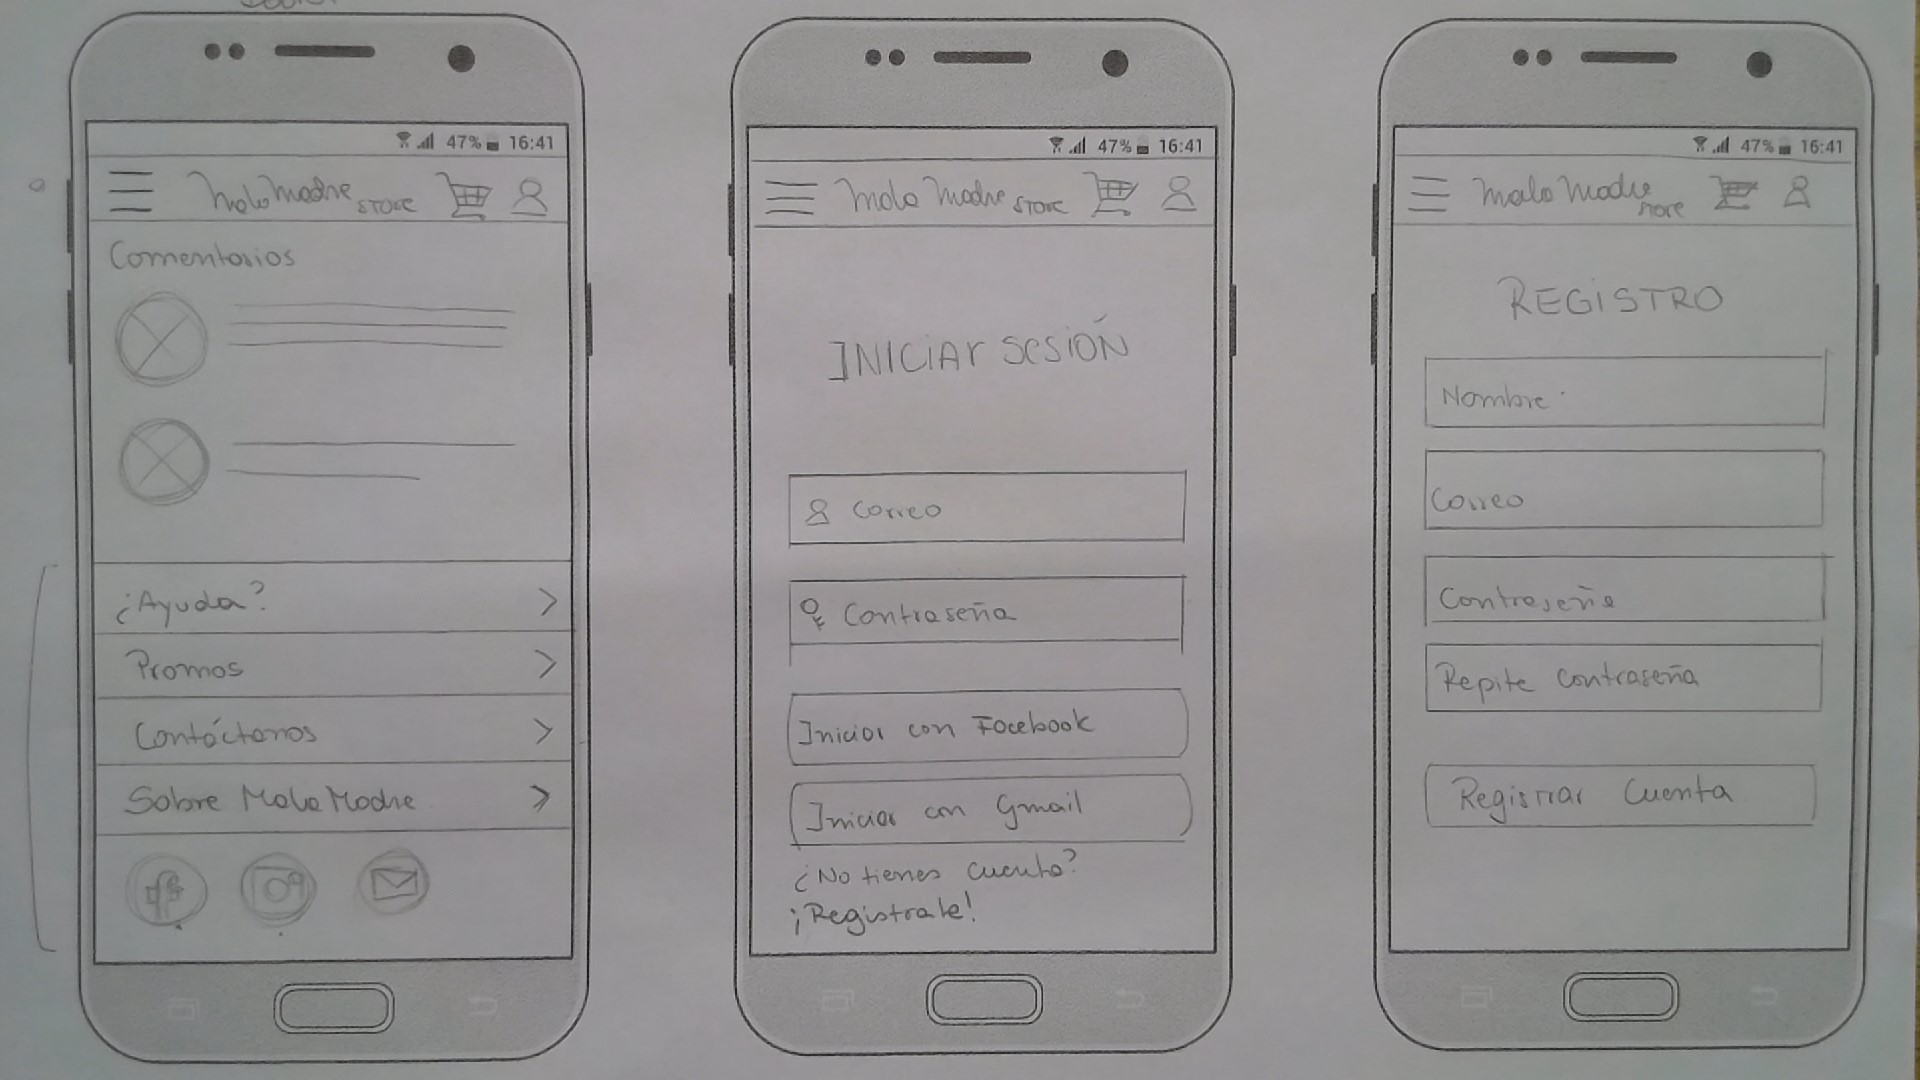 47% 16:41
Mala Madre STORE
Comentarios
¿Ayuda?
Promos
Contáctanos
Sobre Mala Madre
47% 16:41
Mala Madre STORE
INICIAR SESIÓN
Correo
Contraseña
Iniciar con Facebook
Iniciar con Gmail
¿No tienes cuenta?
¡Registrate!
47% 16:41
Mala Madre store
REGISTRO
Nombre
Correo
Contraseña
Repite contraseña
Registrar Cuenta